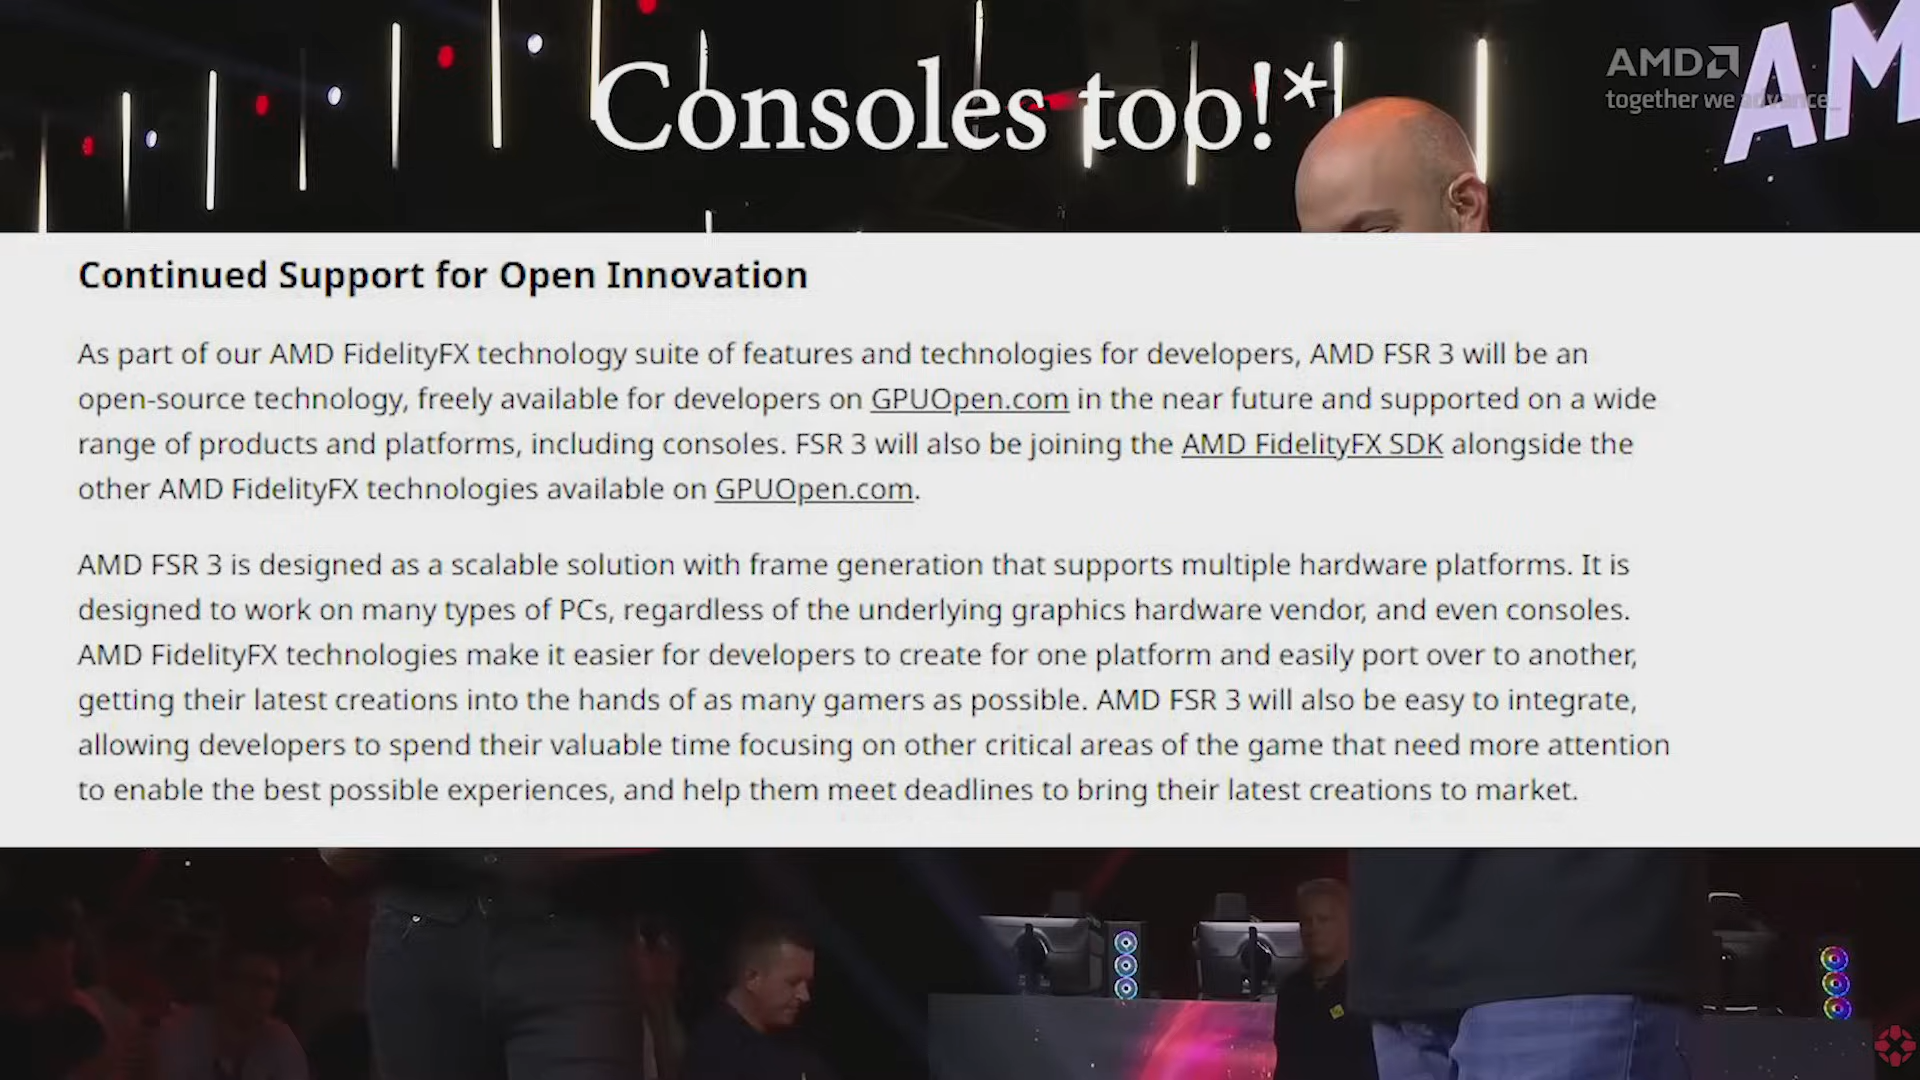 Consoles too!*
AMD
together we advance_
AM
Continued Support for Open Innovation
As part of our AMD FidelityFX technology suite of features and technologies for developers, AMD FSR 3 will be an
open-source technology, freely available for developers on GPUOpen.com in the near future and supported on a wide
range of products and platforms, including consoles. FSR 3 will also be joining the AMD FidelityFX SDK alongside the
other AMD FidelityFX technologies available on GPUOpen.com.
AMD FSR 3 is designed as a scalable solution with frame generation that supports multiple hardware platforms. It is
designed to work on many types of PCs, regardless of the underlying graphics hardware vendor, and even consoles.
AMD FidelityFX technologies make it easier for developers to create for one platform and easily port over to another,
getting their latest creations into the hands of as many gamers as possible. AMD FSR 3 will also be easy to integrate,
allowing developers to spend their valuable time focusing on other critical areas of the game that need more attention
to enable the best possible experiences, and help them meet deadlines to bring their latest creations to market.